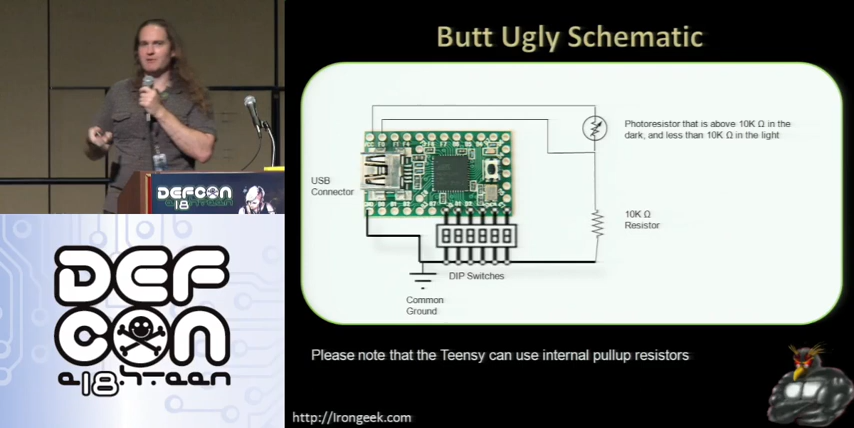 Butt Ugly Schematic
Photoresistor that is above 10K Ω in the
dark, and less than 10K Ω in the light
USB
Connector
10K Ω
Resistor
DIP Switches
Common
Ground
Please note that the Teensy can use internal pullup resistors
http://Irongeek.com
DEFCON
18
DEF
CON
e18hteen